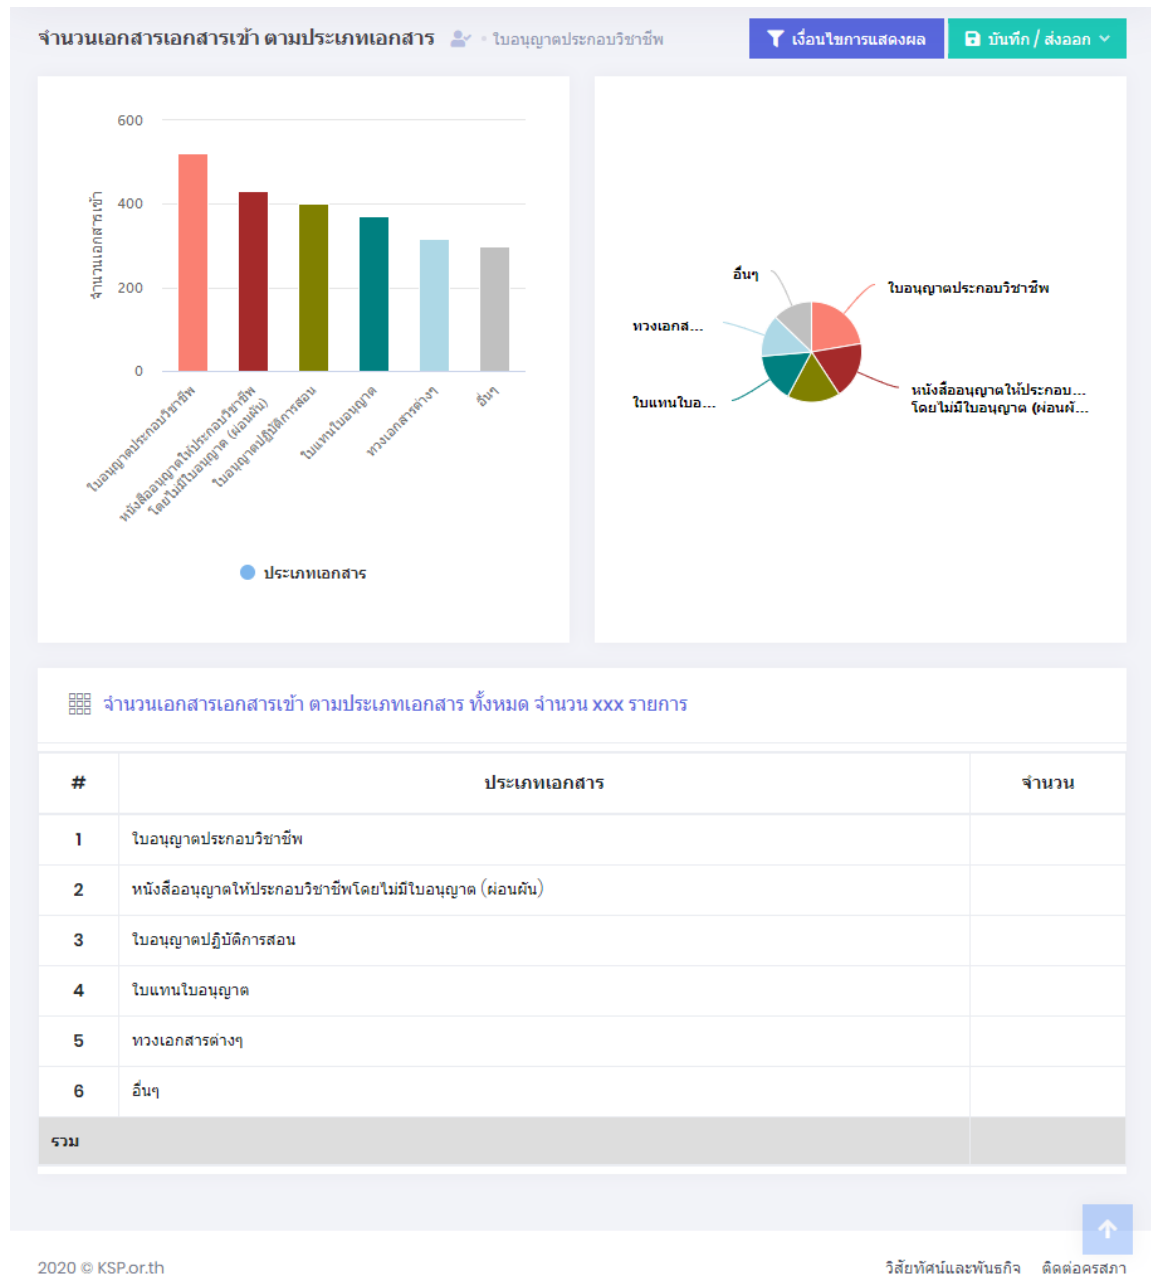 จำนวนเอกสารเอกสารเข้า ตามประเภทเอกสาร
ใบอนุญาตประกอบวิชาชีพ
เงื่อนไขการแสดงผล
บันทึก / ส่งออก
600
400
200
0
จำนวนเอกสารเข้า
ใบอนุญาตประกอบวิชาชีพ
หนังสืออนุญาตให้ประกอบวิชาชีพ
โดยไม่มีใบอนุญาต (ผ่อนผัน)
ใบอนุญาตปฏิบัติการสอน
ใบแทนใบอนุญาต
ทวงเอกสารต่างๆ
อื่นๆ
ประเภทเอกสาร
อื่นๆ
ใบอนุญาตประกอบวิชาชีพ
ทวงเอกส...
ใบแทนใบอ...
หนังสืออนุญาตให้ประกอบ...
โดยไม่มีใบอนุญาต (ผ่อนผั...
จำนวนเอกสารเอกสารเข้า ตามประเภทเอกสาร ทั้งหมด จำนวน xxx รายการ
# ประเภทเอกสาร จำนวน
1 ใบอนุญาตประกอบวิชาชีพ
2 หนังสืออนุญาตให้ประกอบวิชาชีพโดยไม่มีใบอนุญาต (ผ่อนผัน)
3 ใบอนุญาตปฏิบัติการสอน
4 ใบแทนใบอนุญาต
5 ทวงเอกสารต่างๆ
6 อื่นๆ
รวม
2020 © KSP.or.th
วิสัยทัศน์และพันธกิจ ติดต่อครุสภา